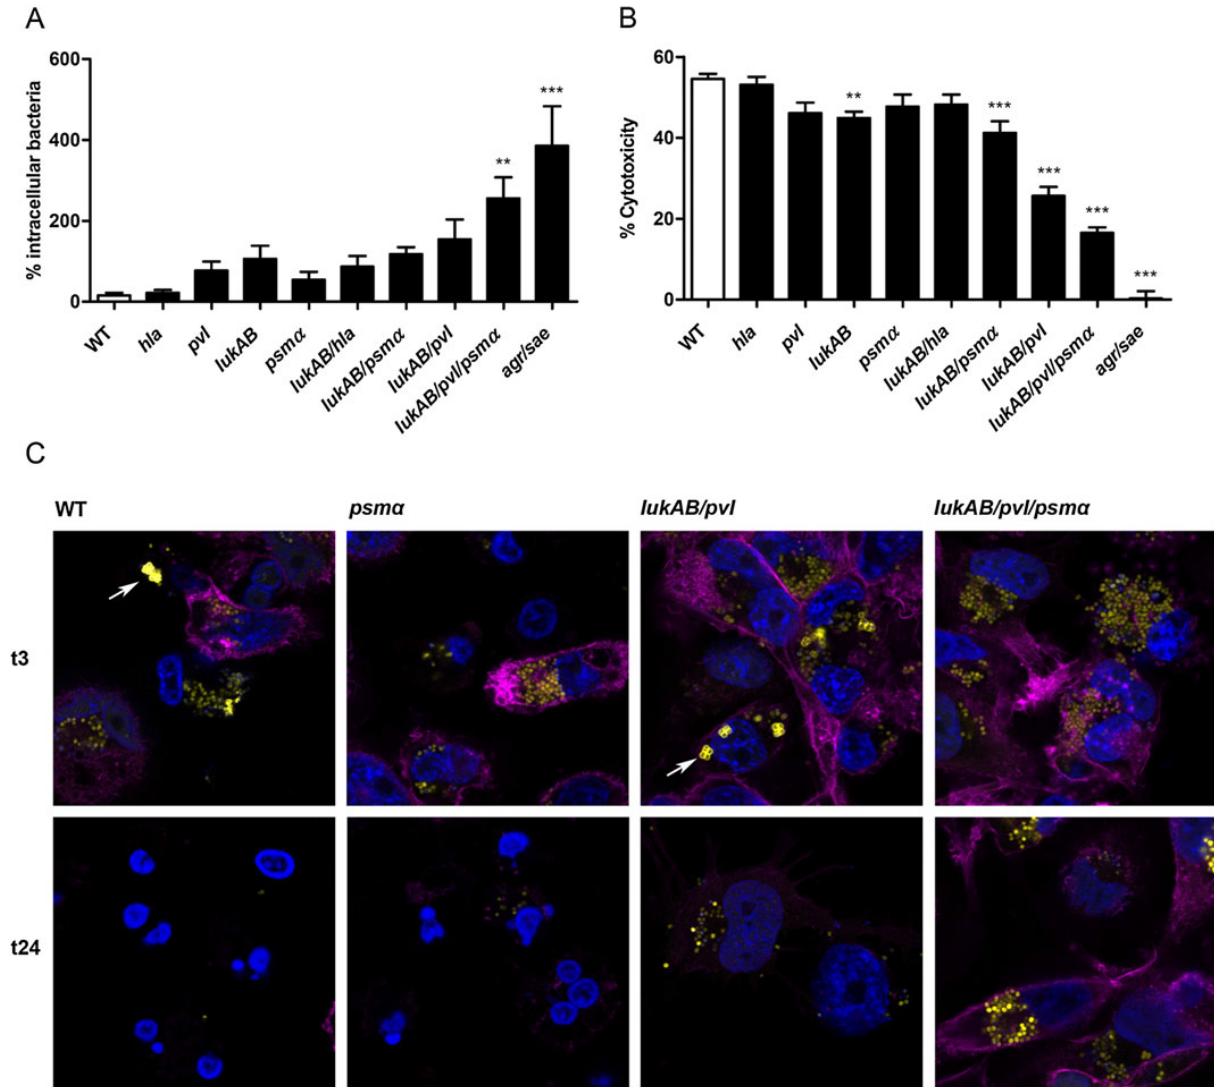 A
% intracellular bacteria
600
400
200
0
** ***
WT hla pvl lukAB psmα lukAB/hla lukAB/psmα lukAB/pvl lukAB/pvl/psmα agr/sae
B
% Cytotoxicity
60
40
20
0
** *** *** *** ***
WT hla pvl lukAB psmα lukAB/hla lukAB/psmα lukAB/pvl lukAB/pvl/psmα agr/sae
C
WT psmα lukAB/pvl lukAB/pvl/psmα
t3
t24